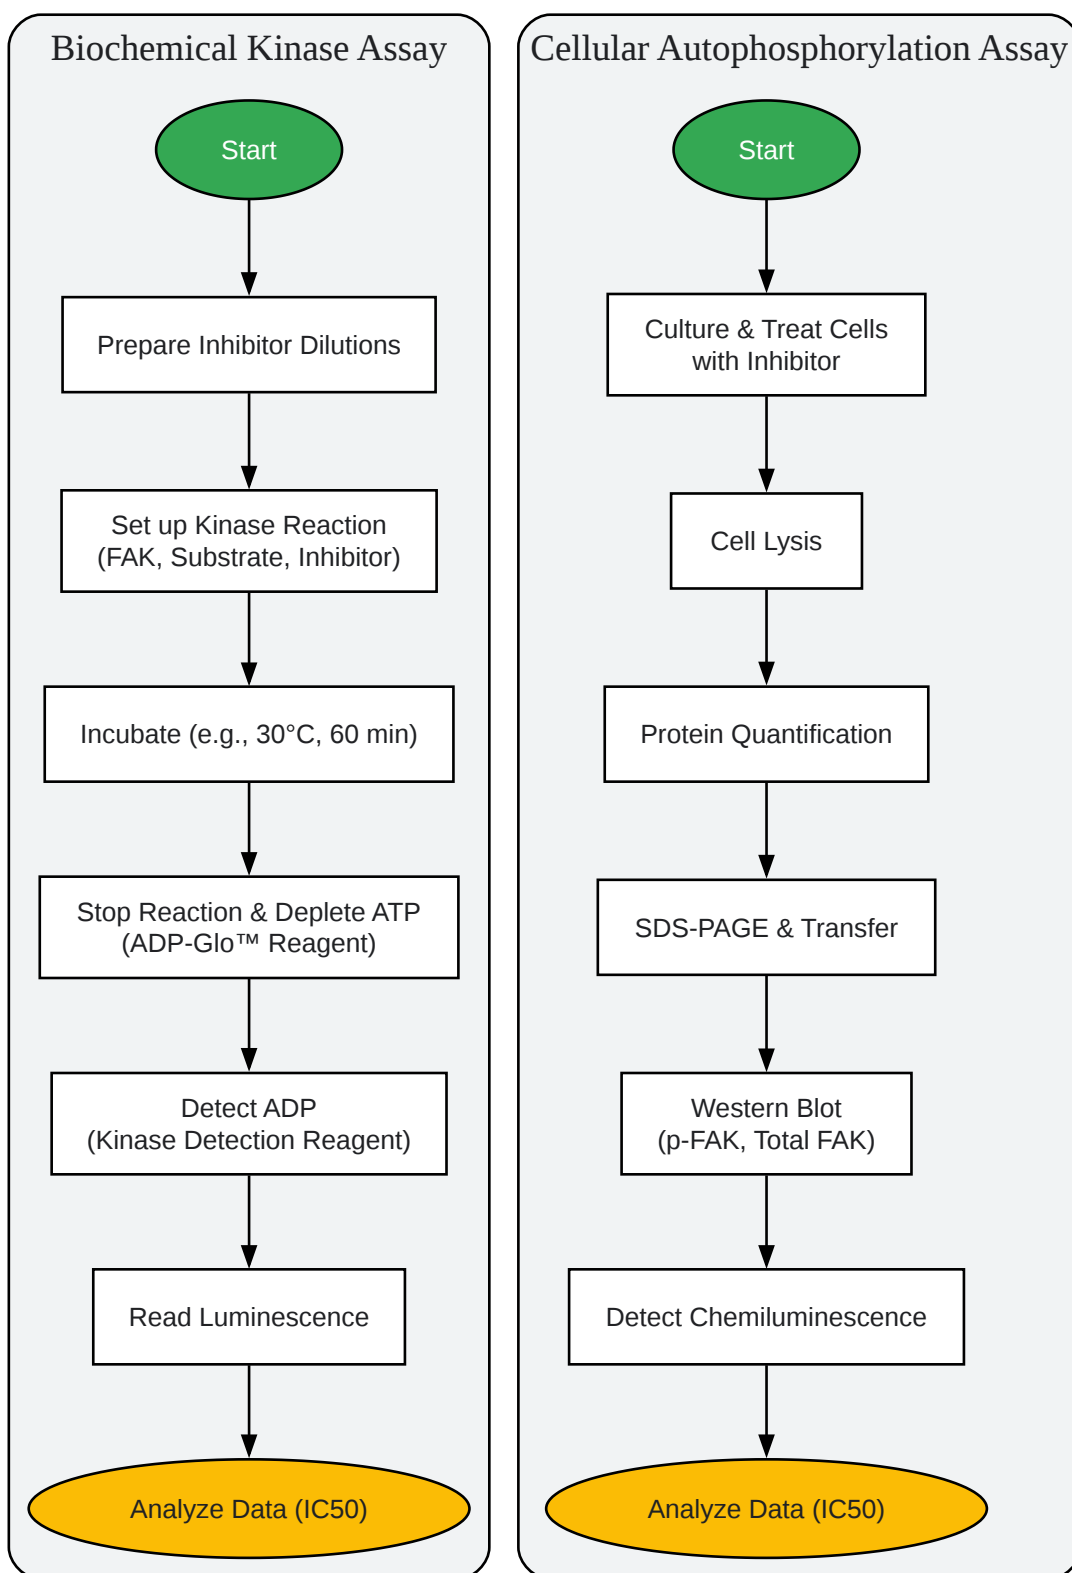 Biochemical Kinase Assay
Start
Prepare Inhibitor Dilutions
Set up Kinase Reaction
(FAK, Substrate, Inhibitor)
Incubate (e.g., 30°C, 60 min)
Stop Reaction & Deplete ATP
(ADP-Glo™ Reagent)
Detect ADP
(Kinase Detection Reagent)
Read Luminescence
Analyze Data (IC50)
Cellular Autophosphorylation Assay
Start
Culture & Treat Cells
with Inhibitor
Cell Lysis
Protein Quantification
SDS-PAGE & Transfer
Western Blot
(p-FAK, Total FAK)
Detect Chemiluminescence
Analyze Data (IC50)